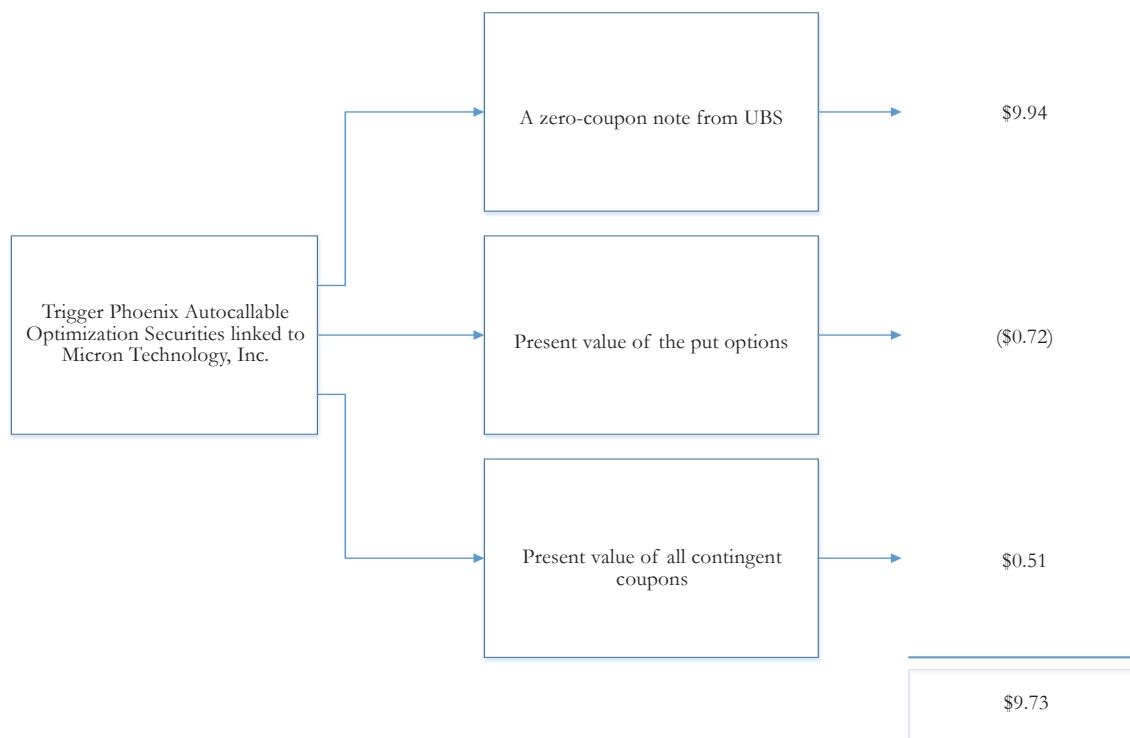 A zero-coupon note from UBS
$9.94
Trigger Phoenix Autocallable
Optimization Securities linked to
Micron Technology, Inc.
Present value of the put options
($0.72)
Present value of all contingent
coupons
$0.51
$9.73